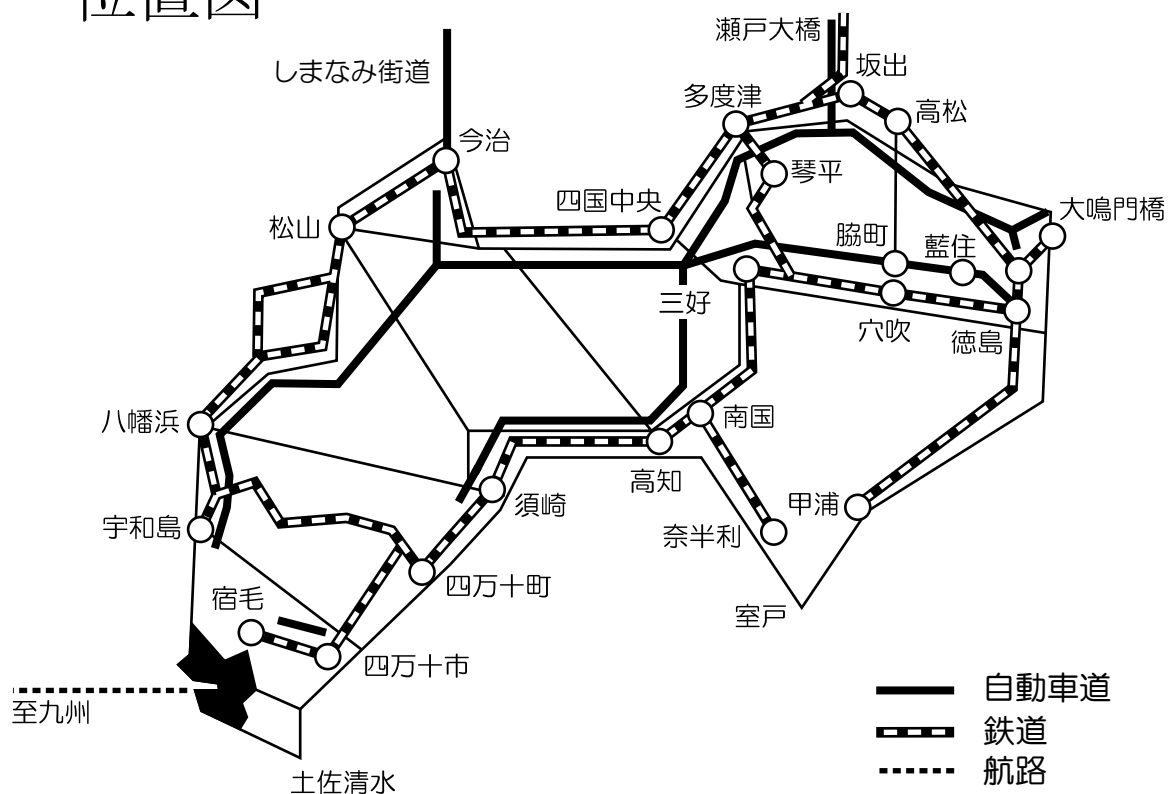 位置図
瀬戸大橋
しまなみ街道
坂出
多度津
高松
今治
琴平
四国中央
大鳴門橋
松山
脇町
藍住
三好
穴吹
徳島
八幡浜
南国
高知
須崎
甲浦
宇和島
奈半利
四万十町
宿毛
室戸
四万十市
自動車道
至九州
鉄道
航路
土佐清水